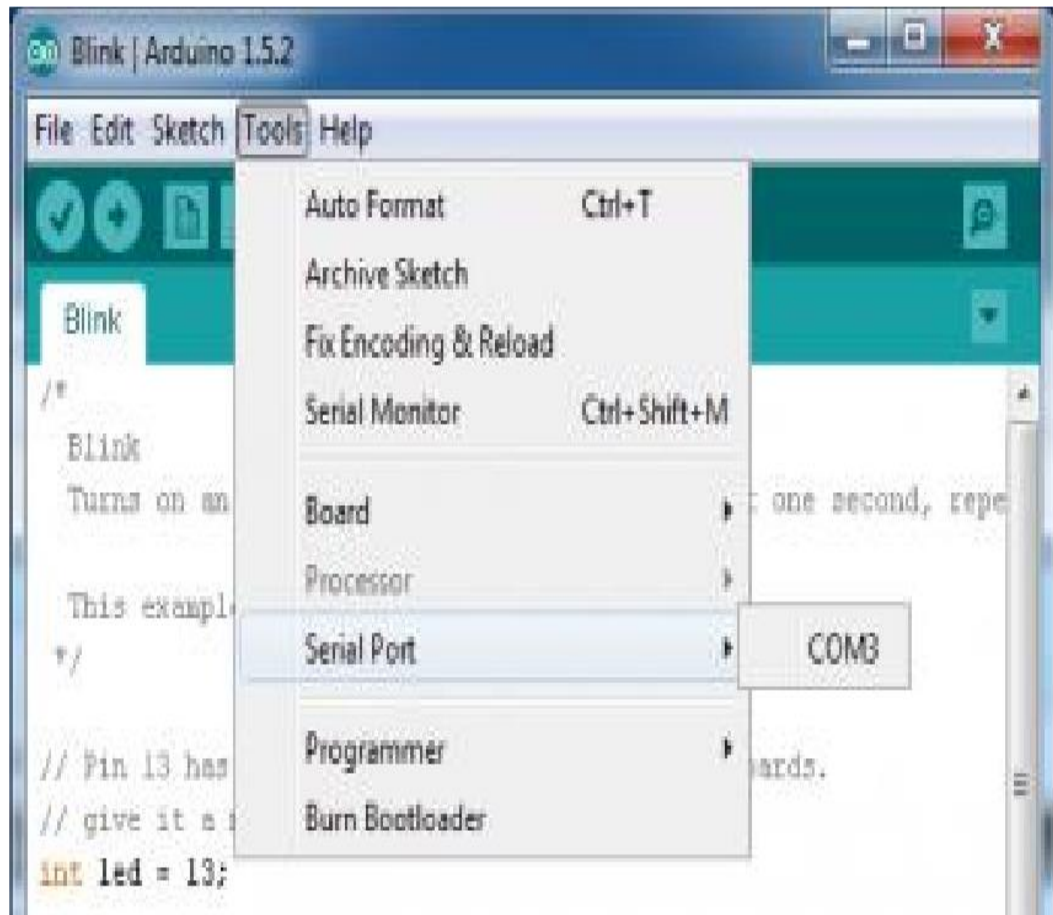 Blink | Arduino 1.5.2
File Edit Sketch Tools Help
Auto Format Ctrl+T
Archive Sketch
Fix Encoding & Reload
Serial Monitor Ctrl+Shift+M
Board
Processor
Serial Port
COM3
Programmer
Burn Bootloader
Blink
/*
Blink
Turns on an one second, repe
This exampl
*/
// Pin 13 has ards.
// give it a
int led = 13;